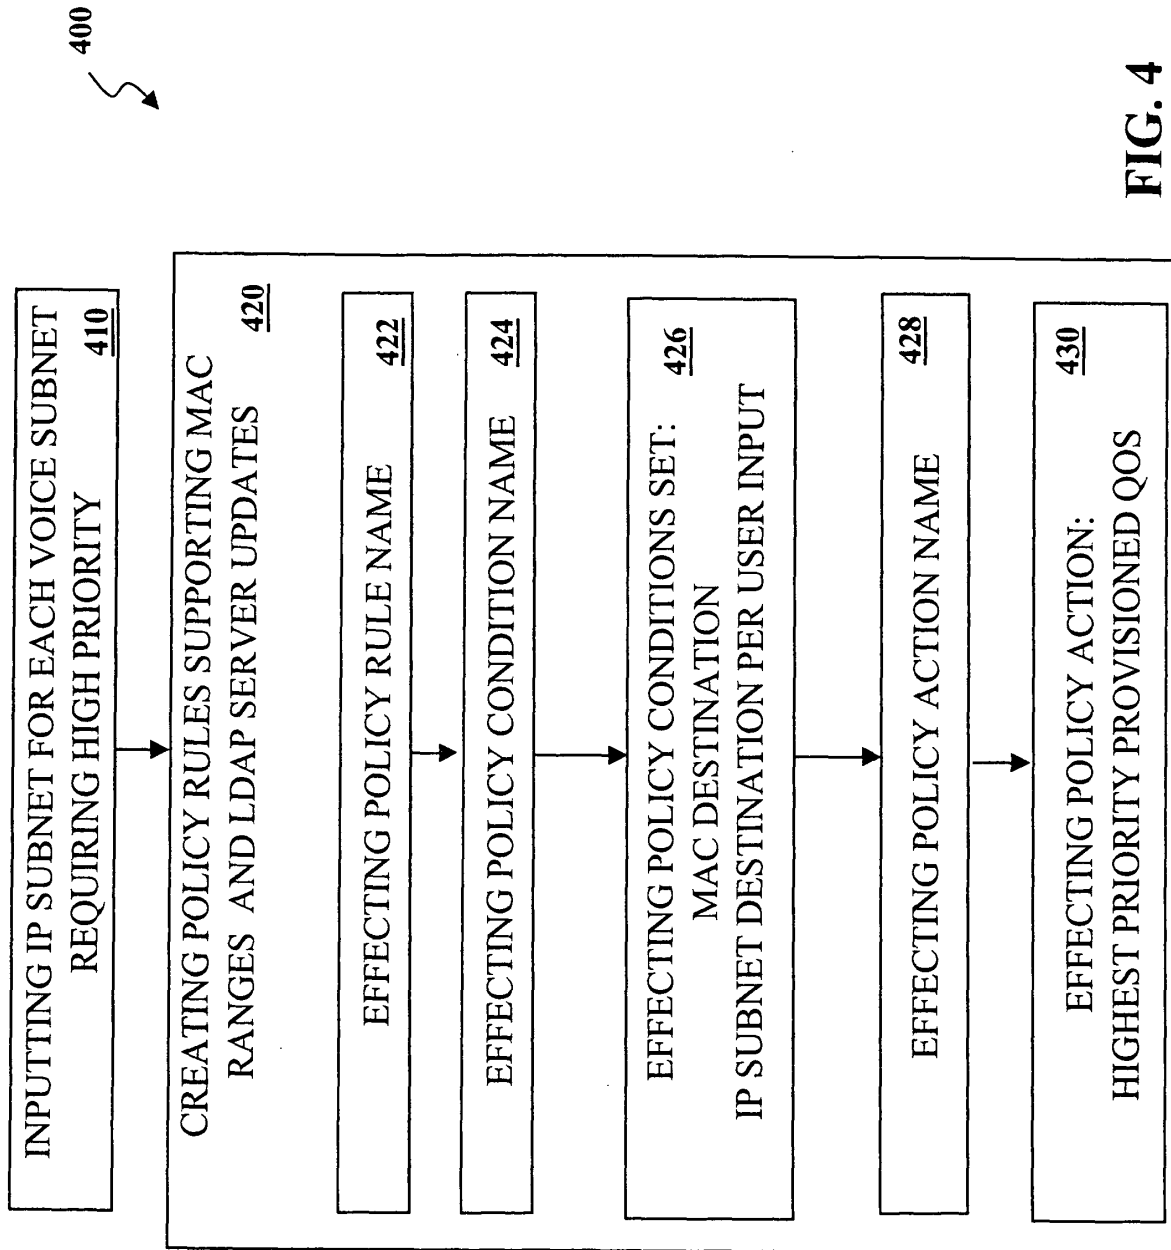 400
INPUTTING IP SUBNET FOR EACH VOICE SUBNET
REQUIRING HIGH PRIORITY
410
CREATING POLICY RULES SUPPORTING MAC
RANGES AND LDAP SERVER UPDATES
420
EFFECTING POLICY RULE NAME
422
EFFECTING POLICY CONDITION NAME
424
EFFECTING POLICY CONDITIONS SET:
426
MAC DESTINATION
IP SUBNET DESTINATION PER USER INPUT
EFFECTING POLICY ACTION NAME
428
EFFECTING POLICY ACTION:
430
HIGHEST PRIORITY PROVISIONED QOS
FIG. 4